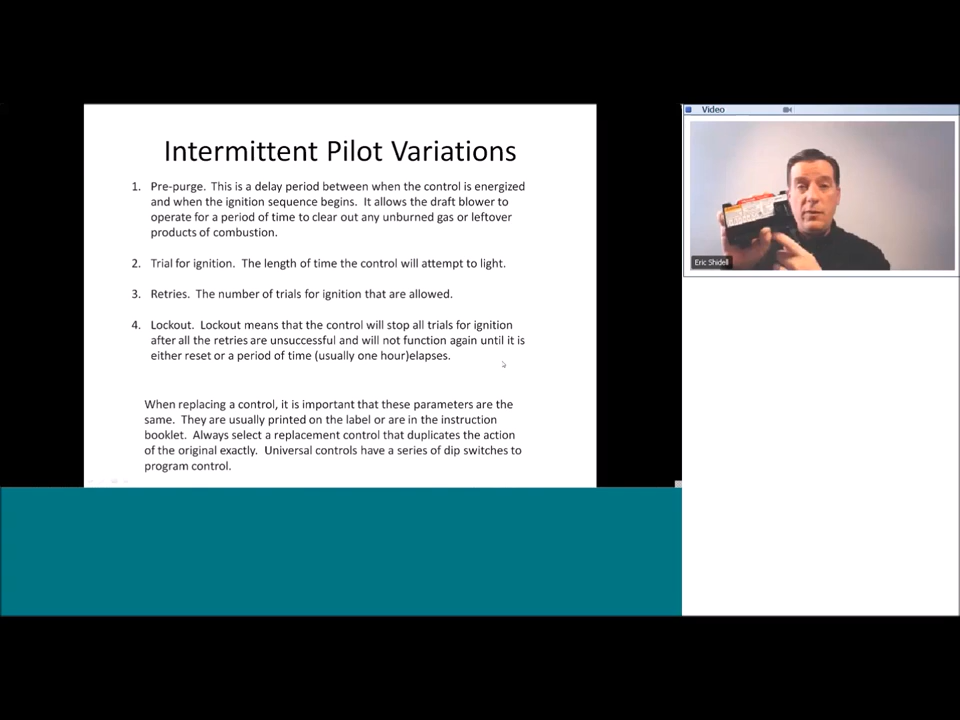 Intermittent Pilot Variations
1. Pre-purge. This is a delay period between when the control is energized
and when the ignition sequence begins. It allows the draft blower to
operate for a period of time to clear out any unburned gas or leftover
products of combustion.
2. Trial for ignition. The length of time the control will attempt to light.
3. Retries. The number of trials for ignition that are allowed.
4. Lockout. Lockout means that the control will stop all trials for ignition
after all the retries are unsuccessful and will not function again until it is
either reset or a period of time (usually one hour)elapses.
When replacing a control, it is important that these parameters are the
same. They are usually printed on the label or are in the instruction
booklet. Always select a replacement control that duplicates the action
of the original exactly. Universal controls have a series of dip switches to
program control.
Video
Eric Shidell